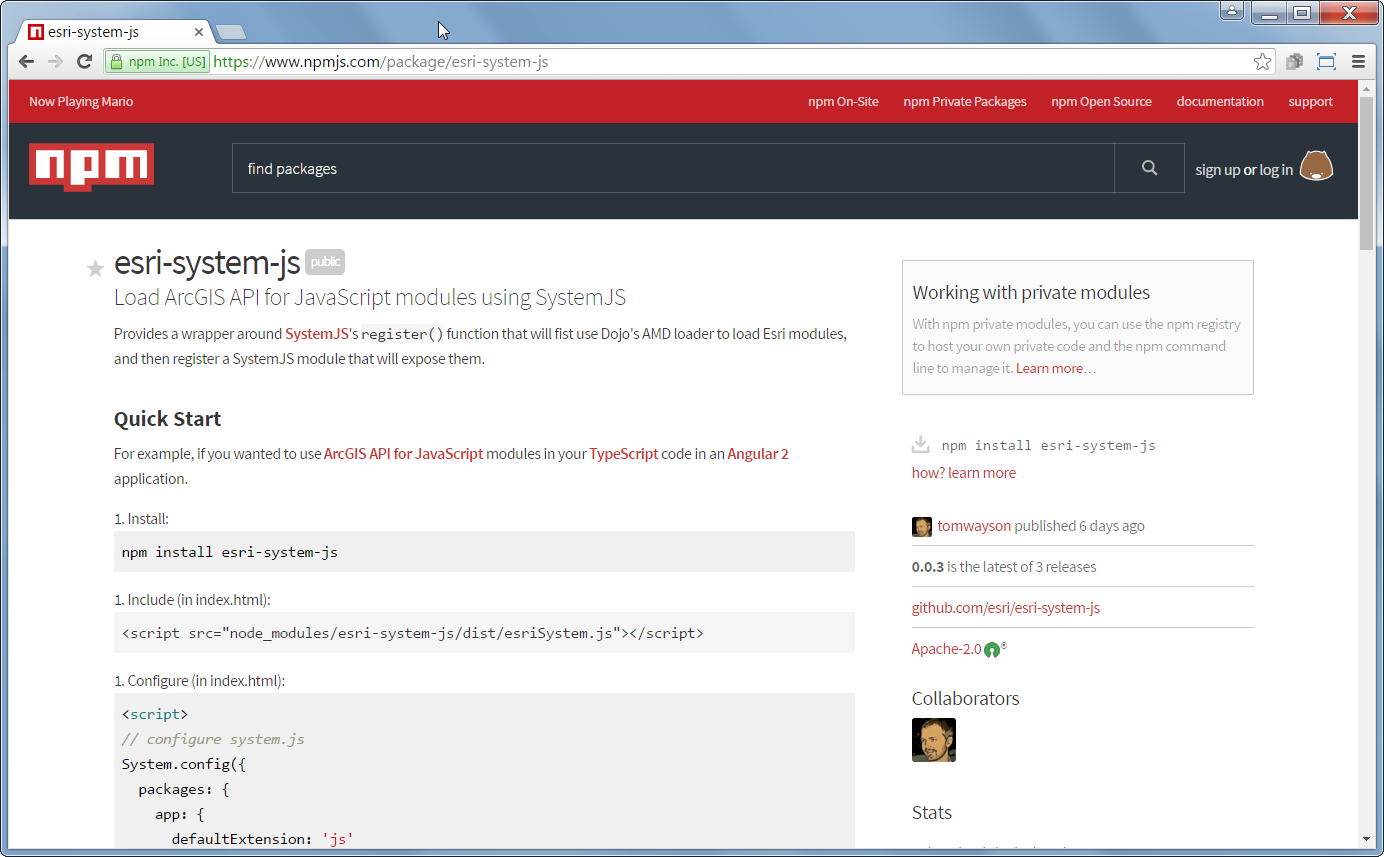 esri-system-js
npm Inc. [US] https://www.npmjs.com/package/esri-system-js
Now Playing Mario
npm On-Site npm Private Packages npm Open Source documentation support
npm
find packages
sign up or log in
esri-system-js public
Load ArcGIS API for JavaScript modules using SystemJS
Provides a wrapper around SystemJS's register() function that will fist use Dojo's AMD loader to load Esri modules,
and then register a SystemJS module that will expose them.
Quick Start
For example, if you wanted to use ArcGIS API for JavaScript modules in your TypeScript code in an Angular 2
application.
1. Install:
npm install esri-system-js
1. Include (in index.html):
<script src="node_modules/esri-system-js/dist/esriSystem.js"></script>
1. Configure (in index.html):
<script>
// configure system.js
System.config({
packages: {
app: {
defaultExtension: 'js'
Working with private modules
With npm private modules, you can use the npm registry
to host your own private code and the npm command
line to manage it. Learn more…
npm install esri-system-js
how? learn more
tomwayson published 6 days ago
0.0.3 is the latest of 3 releases
github.com/esri/esri-system-js
Apache-2.0 ®
Collaborators
Stats